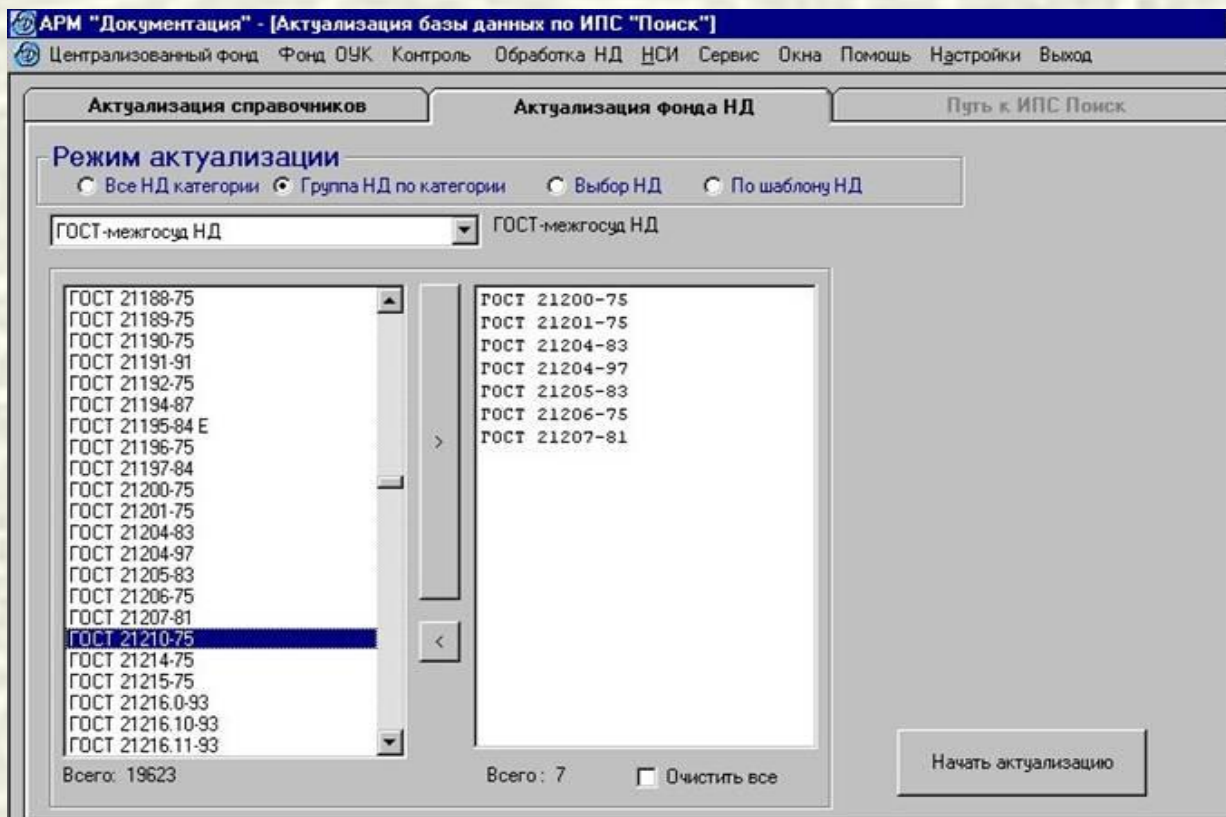 АРМ "Документация" - [Актуализация базы данных по ИПС "Поиск"]
Централизованный фонд Фонд ОУК Контроль Обработка НД НСИ Сервис Окна Помощь Настройки Выход
Актуализация справочников Актуализация фонда НД Путь к ИПС Поиск
Режим актуализации
Все НД категории Группа НД по категории Выбор НД По шаблону НД
ГОСТ-межгосуд НД ГОСТ-межгосуд НД
ГОСТ 21188-75
ГОСТ 21189-75
ГОСТ 21190-75
ГОСТ 21191-91
ГОСТ 21192-75
ГОСТ 21194-87
ГОСТ 21195-84 Е
ГОСТ 21196-75
ГОСТ 21197-84
ГОСТ 21200-75
ГОСТ 21201-75
ГОСТ 21204-83
ГОСТ 21204-97
ГОСТ 21205-83
ГОСТ 21206-75
ГОСТ 21207-81
ГОСТ 21210-75
ГОСТ 21214-75
ГОСТ 21215-75
ГОСТ 21216.0-93
ГОСТ 21216.10-93
ГОСТ 21216.11-93
Всего: 19623
>
<
ГОСТ 21200-75
ГОСТ 21201-75
ГОСТ 21204-83
ГОСТ 21204-97
ГОСТ 21205-83
ГОСТ 21206-75
ГОСТ 21207-81
Всего : 7 Очистить все
Начать актуализацию